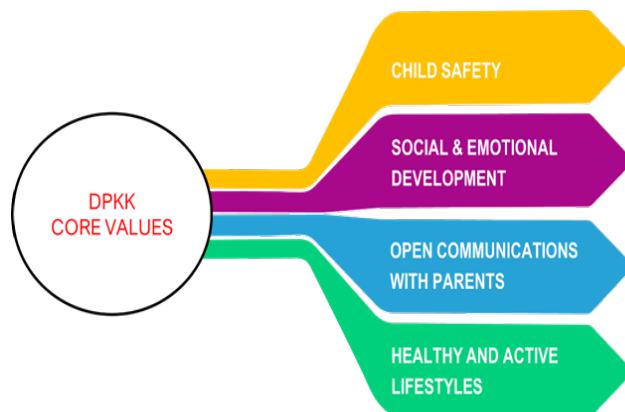 DPKK
CORE VALUES
CHILD SAFETY
SOCIAL & EMOTIONAL
DEVELOPMENT
OPEN COMMUNICATIONS
WITH PARENTS
HEALTHY AND ACTIVE
LIFESTYLES